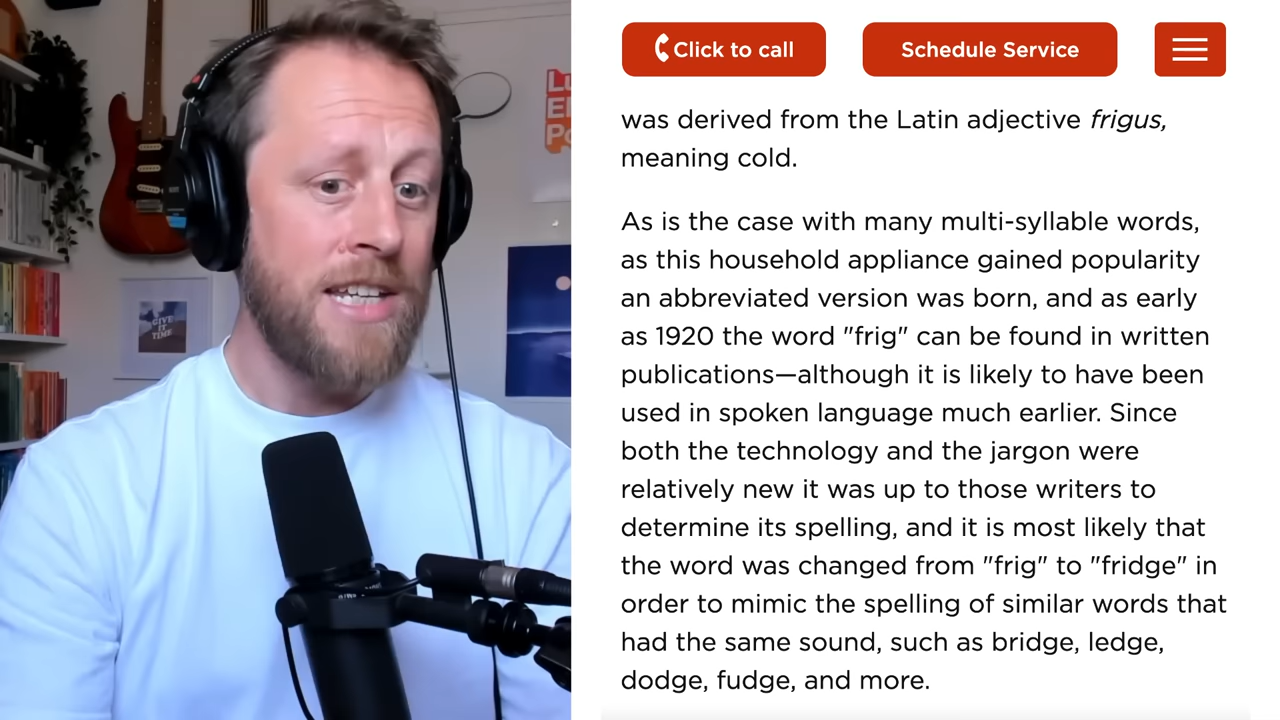 GIVE
IT
TIME
Click to call
Schedule Service
was derived from the Latin adjective frigus,
meaning cold.
As is the case with many multi-syllable words,
as this household appliance gained popularity
an abbreviated version was born, and as early
as 1920 the word "frig" can be found in written
publications—although it is likely to have been
used in spoken language much earlier. Since
both the technology and the jargon were
relatively new it was up to those writers to
determine its spelling, and it is most likely that
the word was changed from "frig" to "fridge" in
order to mimic the spelling of similar words that
had the same sound, such as bridge, ledge,
dodge, fudge, and more.